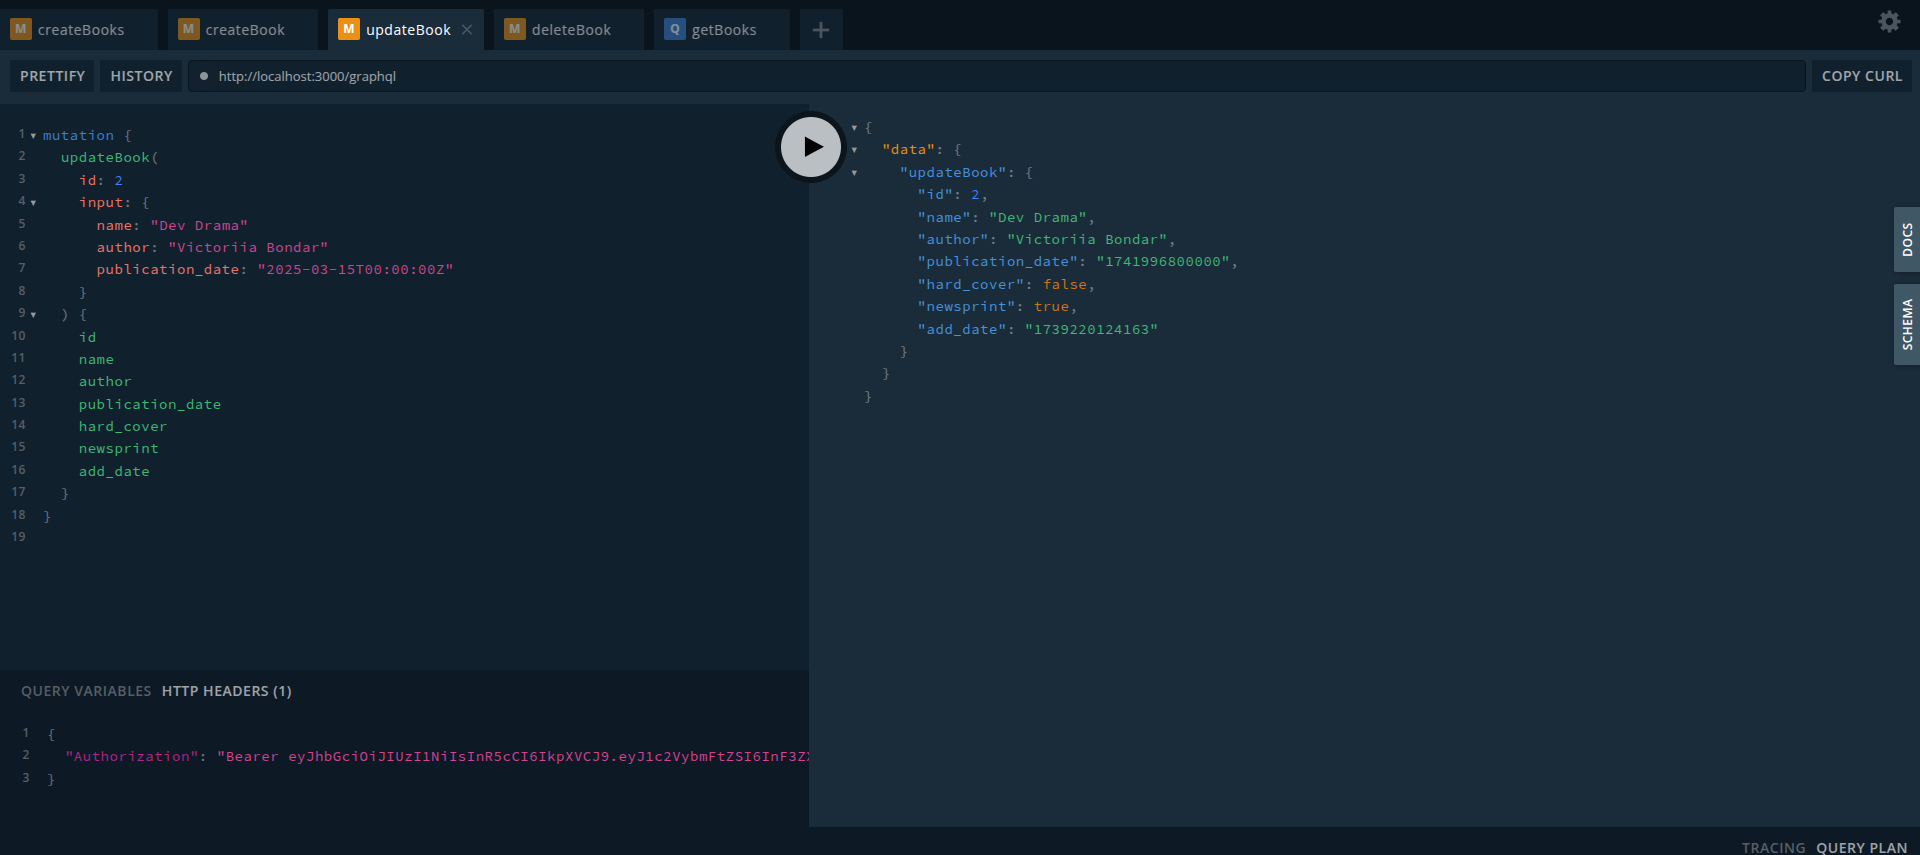 M createBooks M createBook M updateBook × M deleteBook Q getBooks +
PRETTIFY HISTORY http://localhost:3000/graphql COPY CURL
1 mutation {
2 updateBook(
3 id: 2
4 input: {
5 name: "Dev Drama"
6 author: "Victoriia Bondar"
7 publication_date: "2025-03-15T00:00:00Z"
8 }
9 ) {
10 id
11 name
12 author
13 publication_date
14 hard_cover
15 newsprint
16 add_date
17 }
18 }
19
{
"data": {
"updateBook": {
"id": 2,
"name": "Dev Drama",
"author": "Victoriia Bondar",
"publication_date": "1741996800000",
"hard_cover": false,
"newsprint": true,
"add_date": "1739220124163"
}
}
}
DOCS
SCHEMA
QUERY VARIABLES HTTP HEADERS (1)
1 {
2 "Authorization": "Bearer eyJhbGciOiJIUzI1NiIsInR5cCI6IkpXVCJ9.eyJ1c2VybmFtZSI6InF3Z
3 }
TRACING QUERY PLAN